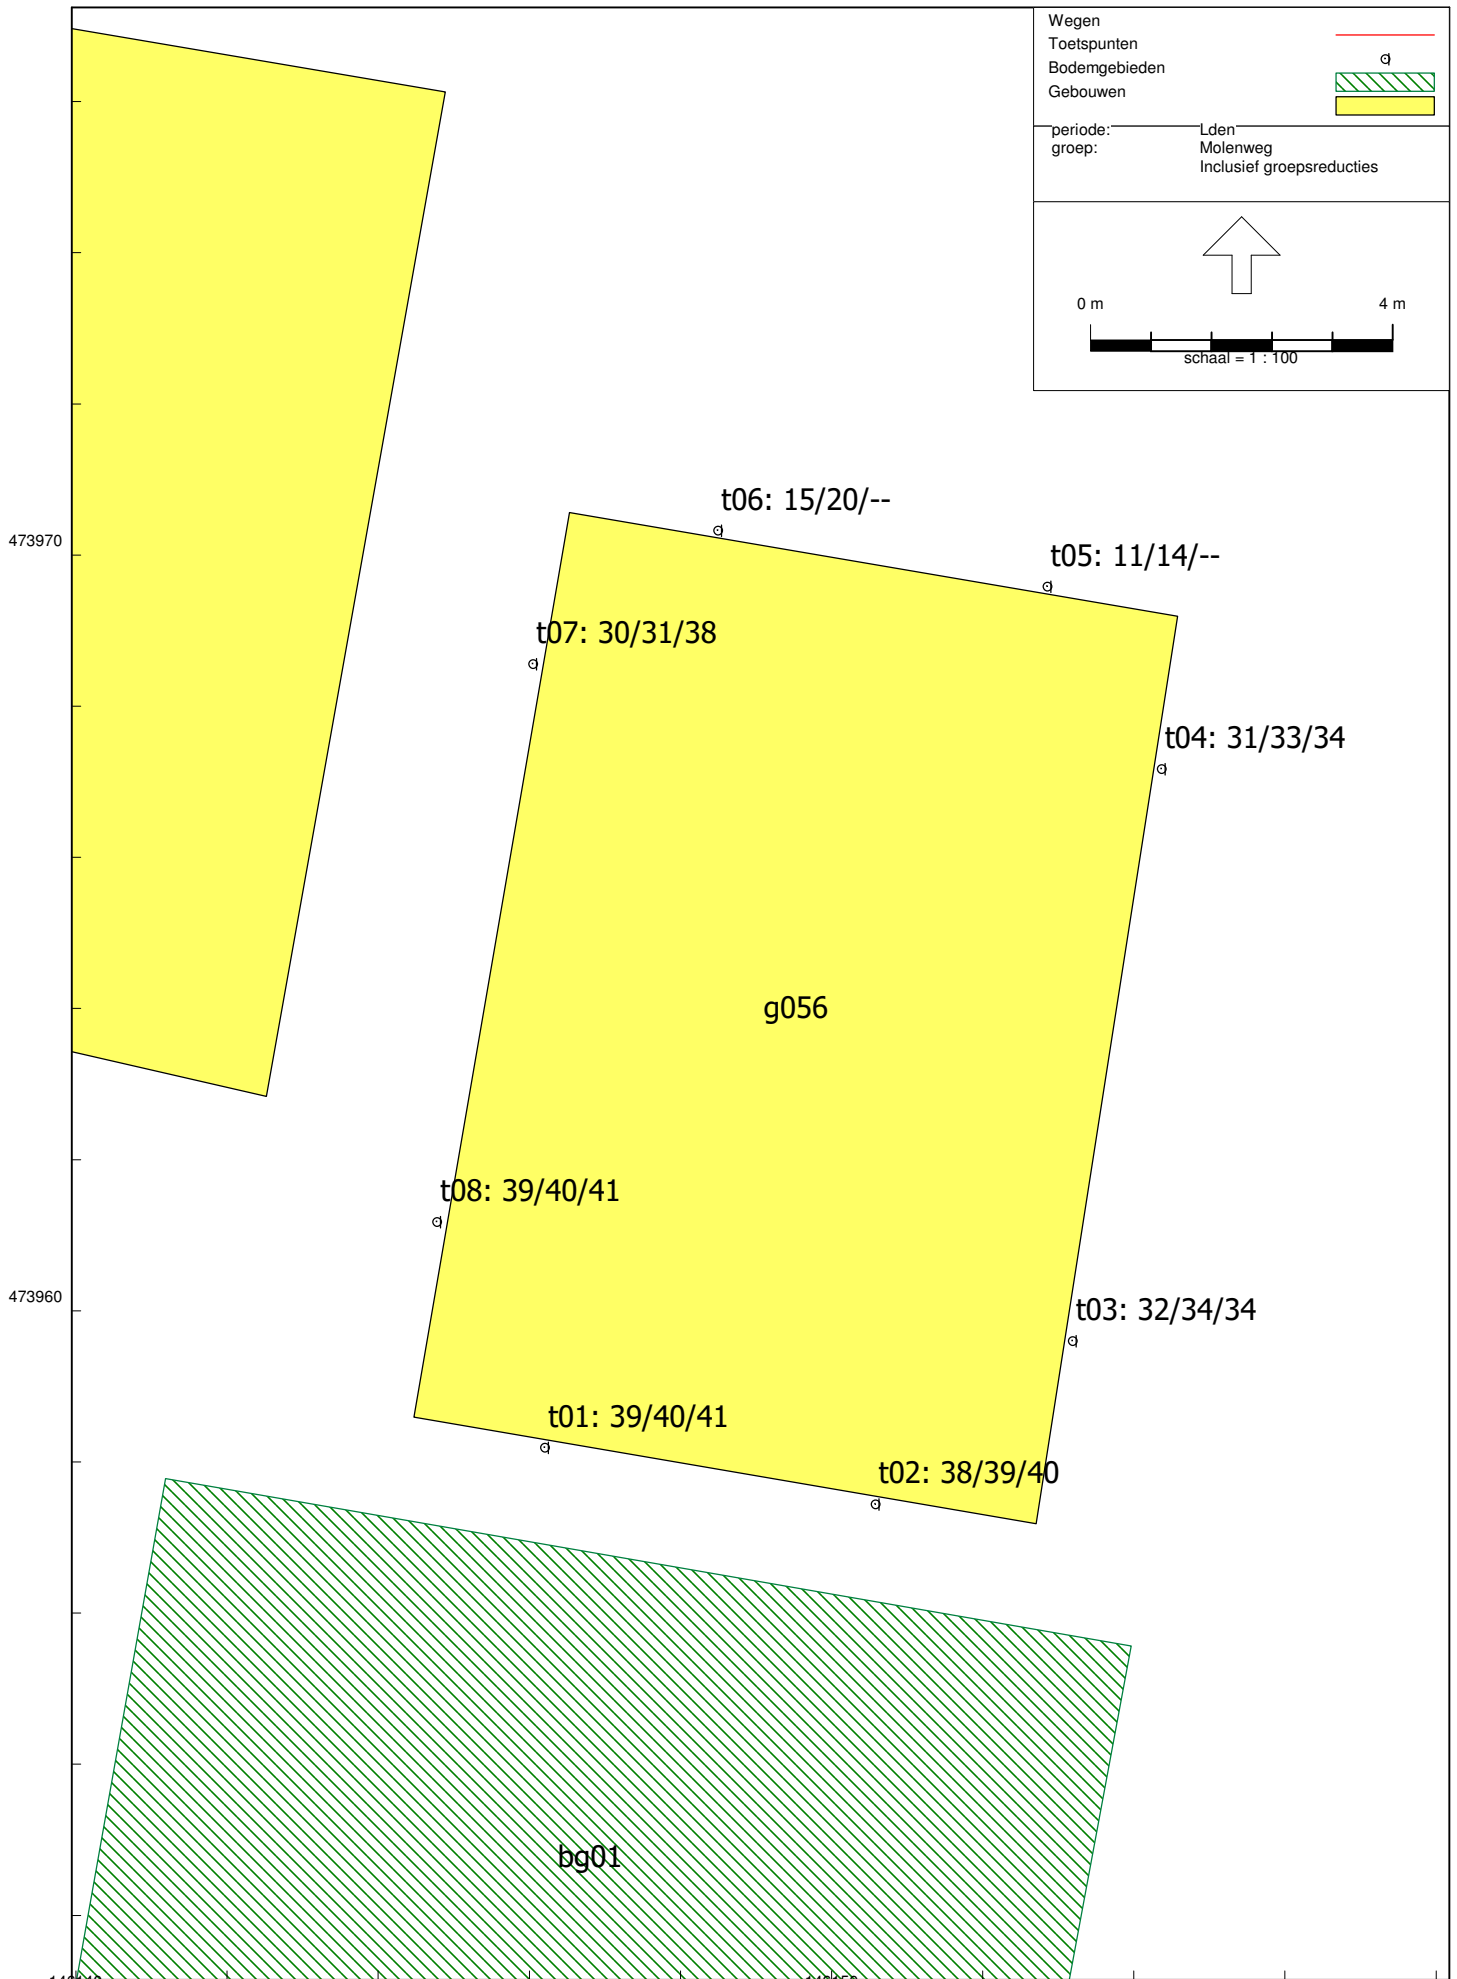 Wegen
Toetspunten
Bodemgebieden
Gebouwen
periode: Lden
groep: Molenweg
Inclusief groepsreducties
0 m 4 m
schaal = 1 : 100
t06: 15/20/--
473970
t05: 11/14/--
t07: 30/31/38
t04: 31/33/34
g056
t08: 39/40/41
473960
t03: 32/34/34
t01: 39/40/41
t02: 38/39/40
bg01